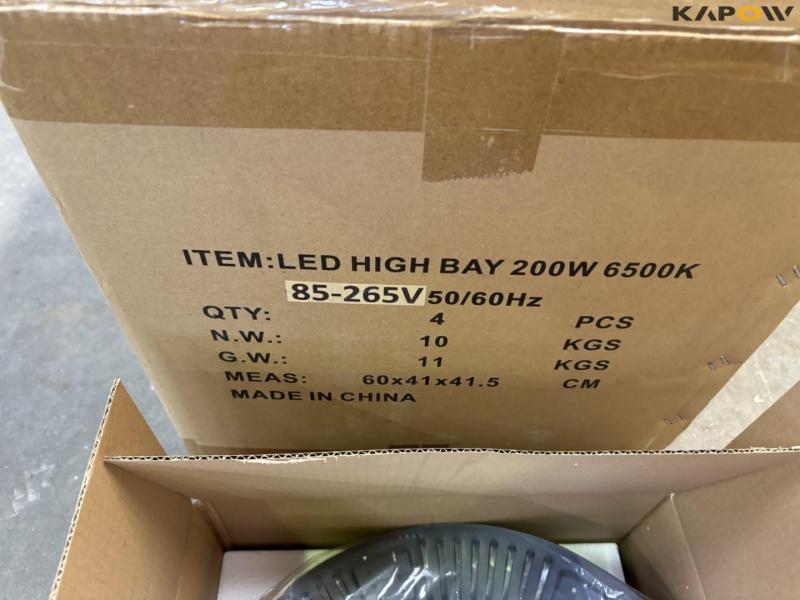 KAPOW
ITEM:LED HIGH BAY 200W 6500K
85-265V 50/60Hz
QTY: 4 PCS
N.W.: 10 KGS
G.W.: 11 KGS
MEAS: 60x41x41.5 CM
MADE IN CHINA